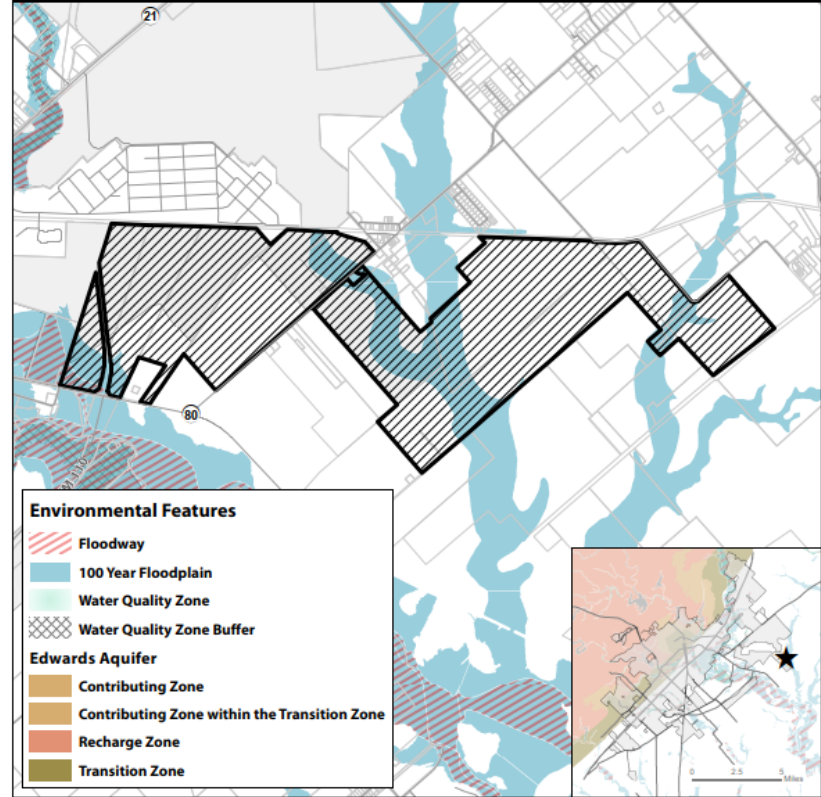 21
80
M 110
Environmental Features
Floodway
100 Year Floodplain
Water Quality Zone
Water Quality Zone Buffer
Edwards Aquifer
Contributing Zone
Contributing Zone within the Transition Zone
Recharge Zone
Transition Zone
0 2.5 5
Miles